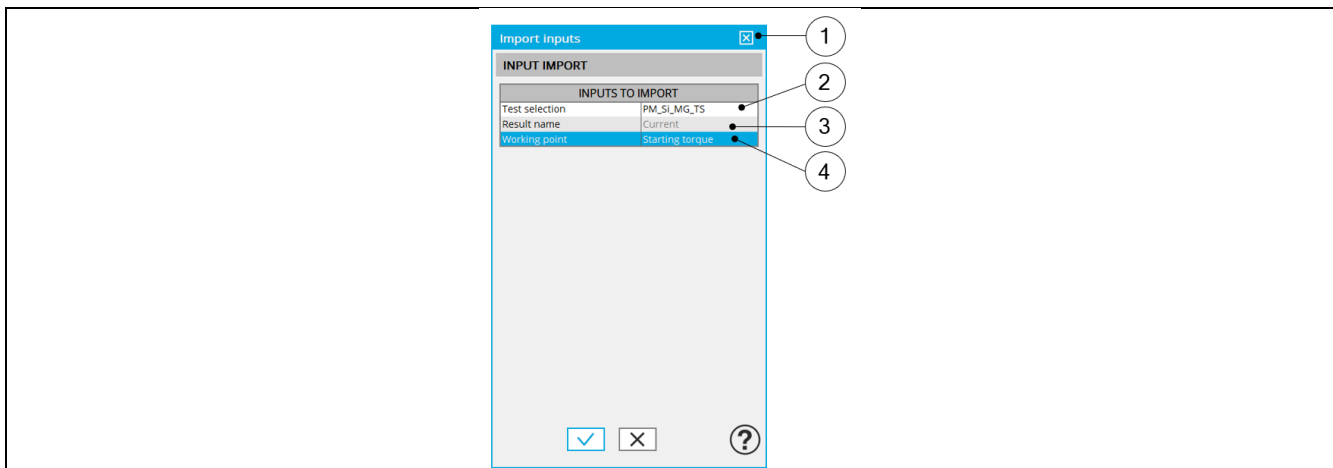 Import inputs
1
INPUT IMPORT
2
INPUTS TO IMPORT
Test selection PM_Si_MG_TS
Result name Current
3
Working point Starting torque
4
?